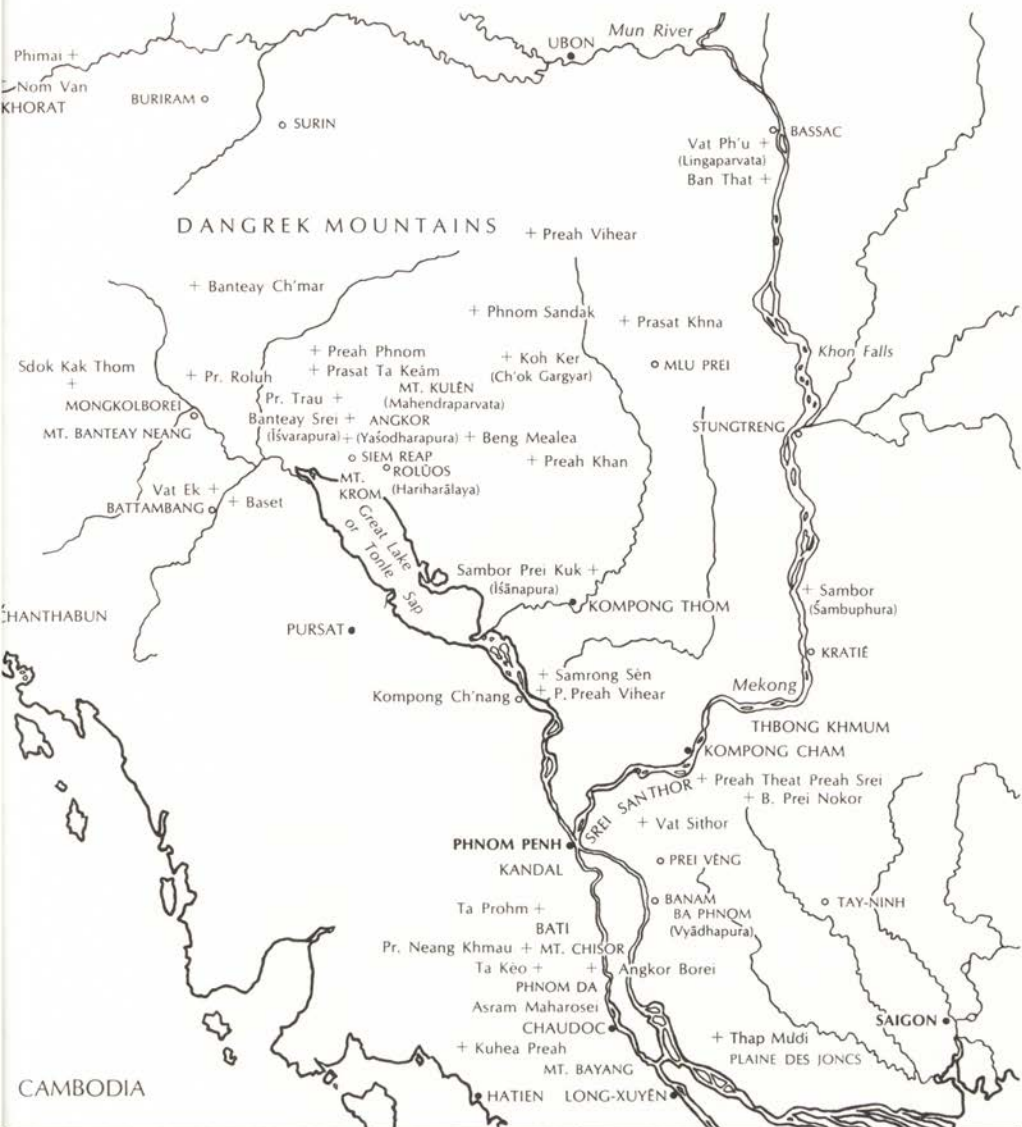 Mun River
UBON
Phimai
Nom Van
KHORAT
BURIRAM
SURIN
BASSAC
Vat Ph'u
(Lingaparvata)
Ban That
DANGREK MOUNTAINS
Preah Vihear
Banteay Ch'mar
Phnom Sandak
Prasat Khna
Khon Falls
Sdok Kak Thom
Pr. Roluh
Preah Phnom
Prasat Ta Keâm
Koh Ker
(Ch'ok Gargyar)
MLU PREI
MT. KULÊN
(Mahendraparvata)
Pr. Trau
MONGKOLBOREI
MT. BANTEAY NEANG
Banteay Srei
(Iśvarapura)
ANGKOR
(Yaśodharapura)
Beng Mealea
STUNGTRENG
SIEM REAP
ROLÛOS
(Hariharālaya)
Preah Khan
MT.
KROM
Vat Ek
BATTAMBANG
Baset
Great Lake
or Tonle Sap
Sambor Prei Kuk
(Iśānapura)
KOMPONG THOM
Sambor
(Śambuphura)
CHANTHABUN
PURSAT
KRATIÉ
Samrong Sèn
P. Preah Vihear
Kompong Ch'nang
Mekong
THBONG KHMUM
KOMPONG CHAM
Preah Theat Preah Srei
B. Prei Nokor
SREI SANTHOR
Vat Sithor
PHNOM PENH
KANDAL
PREI VÊNG
BANAM
BA PHNOM
(Vyādhapura)
TAY-NINH
Ta Prohm
BATI
Pr. Neang Khmau
MT. CHISOR
Ta Kèo
Angkor Borei
PHNOM DA
Asram Maharosei
CHAUDOC
SAIGON
Kuhea Preah
MT. BAYANG
Thap Muòi
PLAINE DES JONCS
CAMBODIA
HATIEN
LONG-XUYÊN